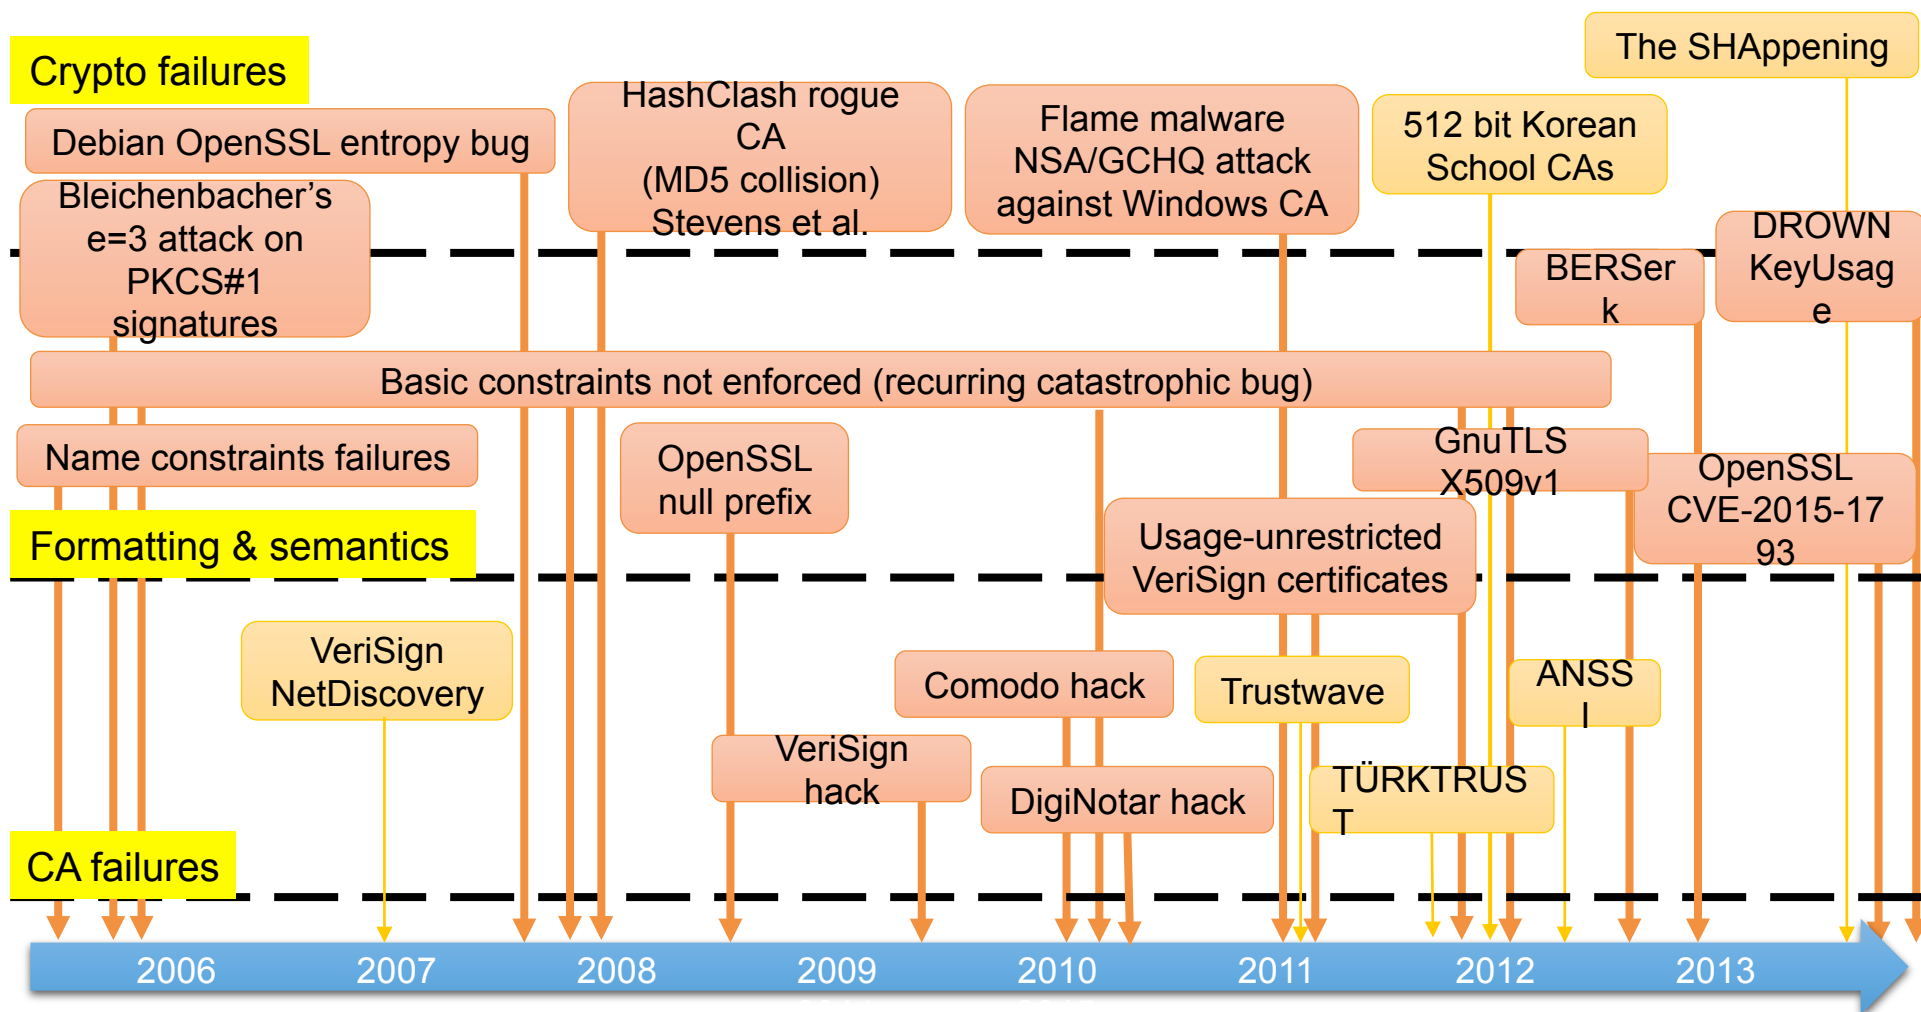 The SHAppening
Crypto failures
HashClash rogue
CA
(MD5 collision)
Stevens et al.
Flame malware
NSA/GCHQ attack
against Windows CA
512 bit Korean
School CAs
Debian OpenSSL entropy bug
Bleichenbacher's
e=3 attack on
PKCS#1
signatures
DROWN
KeyUsag
e
BERSer
k
Basic constraints not enforced (recurring catastrophic bug)
Name constraints failures
OpenSSL
null prefix
GnuTLS
X509v1
OpenSSL
CVE-2015-17
93
Formatting & semantics
Usage-unrestricted
VeriSign certificates
VeriSign
NetDiscovery
Comodo hack
Trustwave
ANSS
I
VeriSign
hack
DigiNotar hack
TÜRKTRUS
T
CA failures
2006 2007 2008 2009 2010 2011 2012 2013